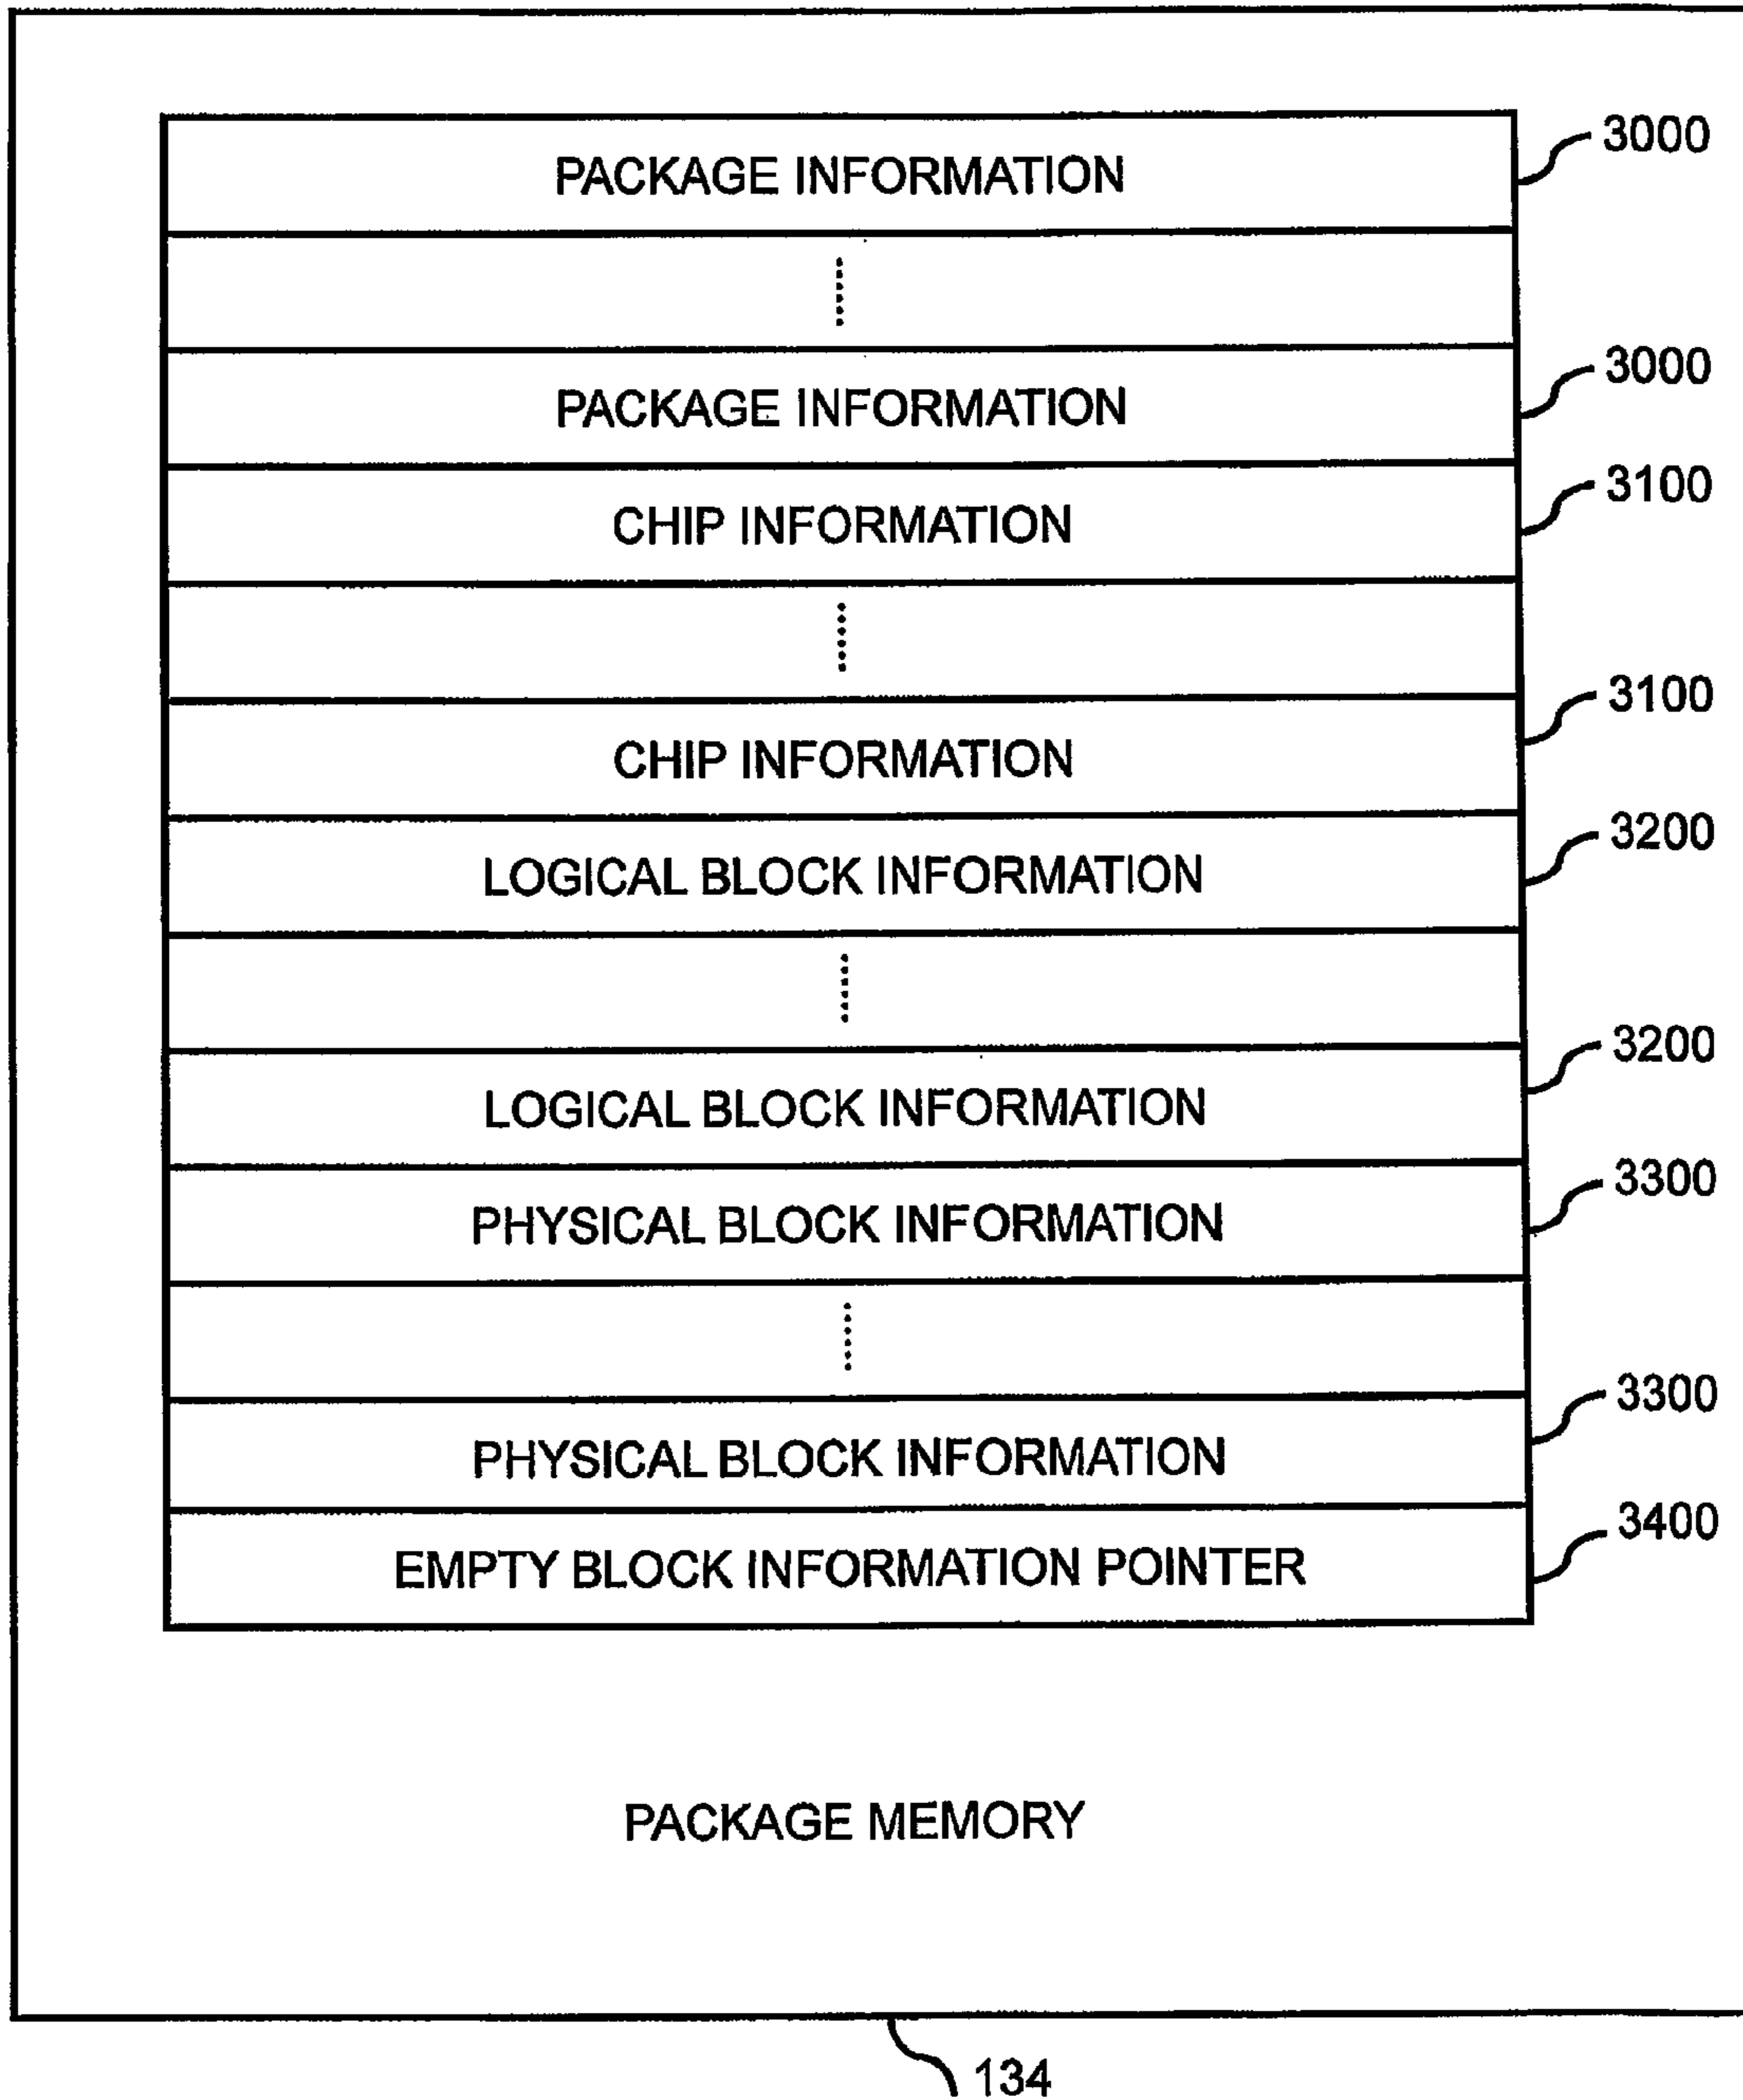 PACKAGE INFORMATION 3000
PACKAGE INFORMATION 3000
CHIP INFORMATION 3100
CHIP INFORMATION 3100
LOGICAL BLOCK INFORMATION 3200
LOGICAL BLOCK INFORMATION 3200
PHYSICAL BLOCK INFORMATION 3300
PHYSICAL BLOCK INFORMATION 3300
EMPTY BLOCK INFORMATION POINTER 3400
PACKAGE MEMORY
134